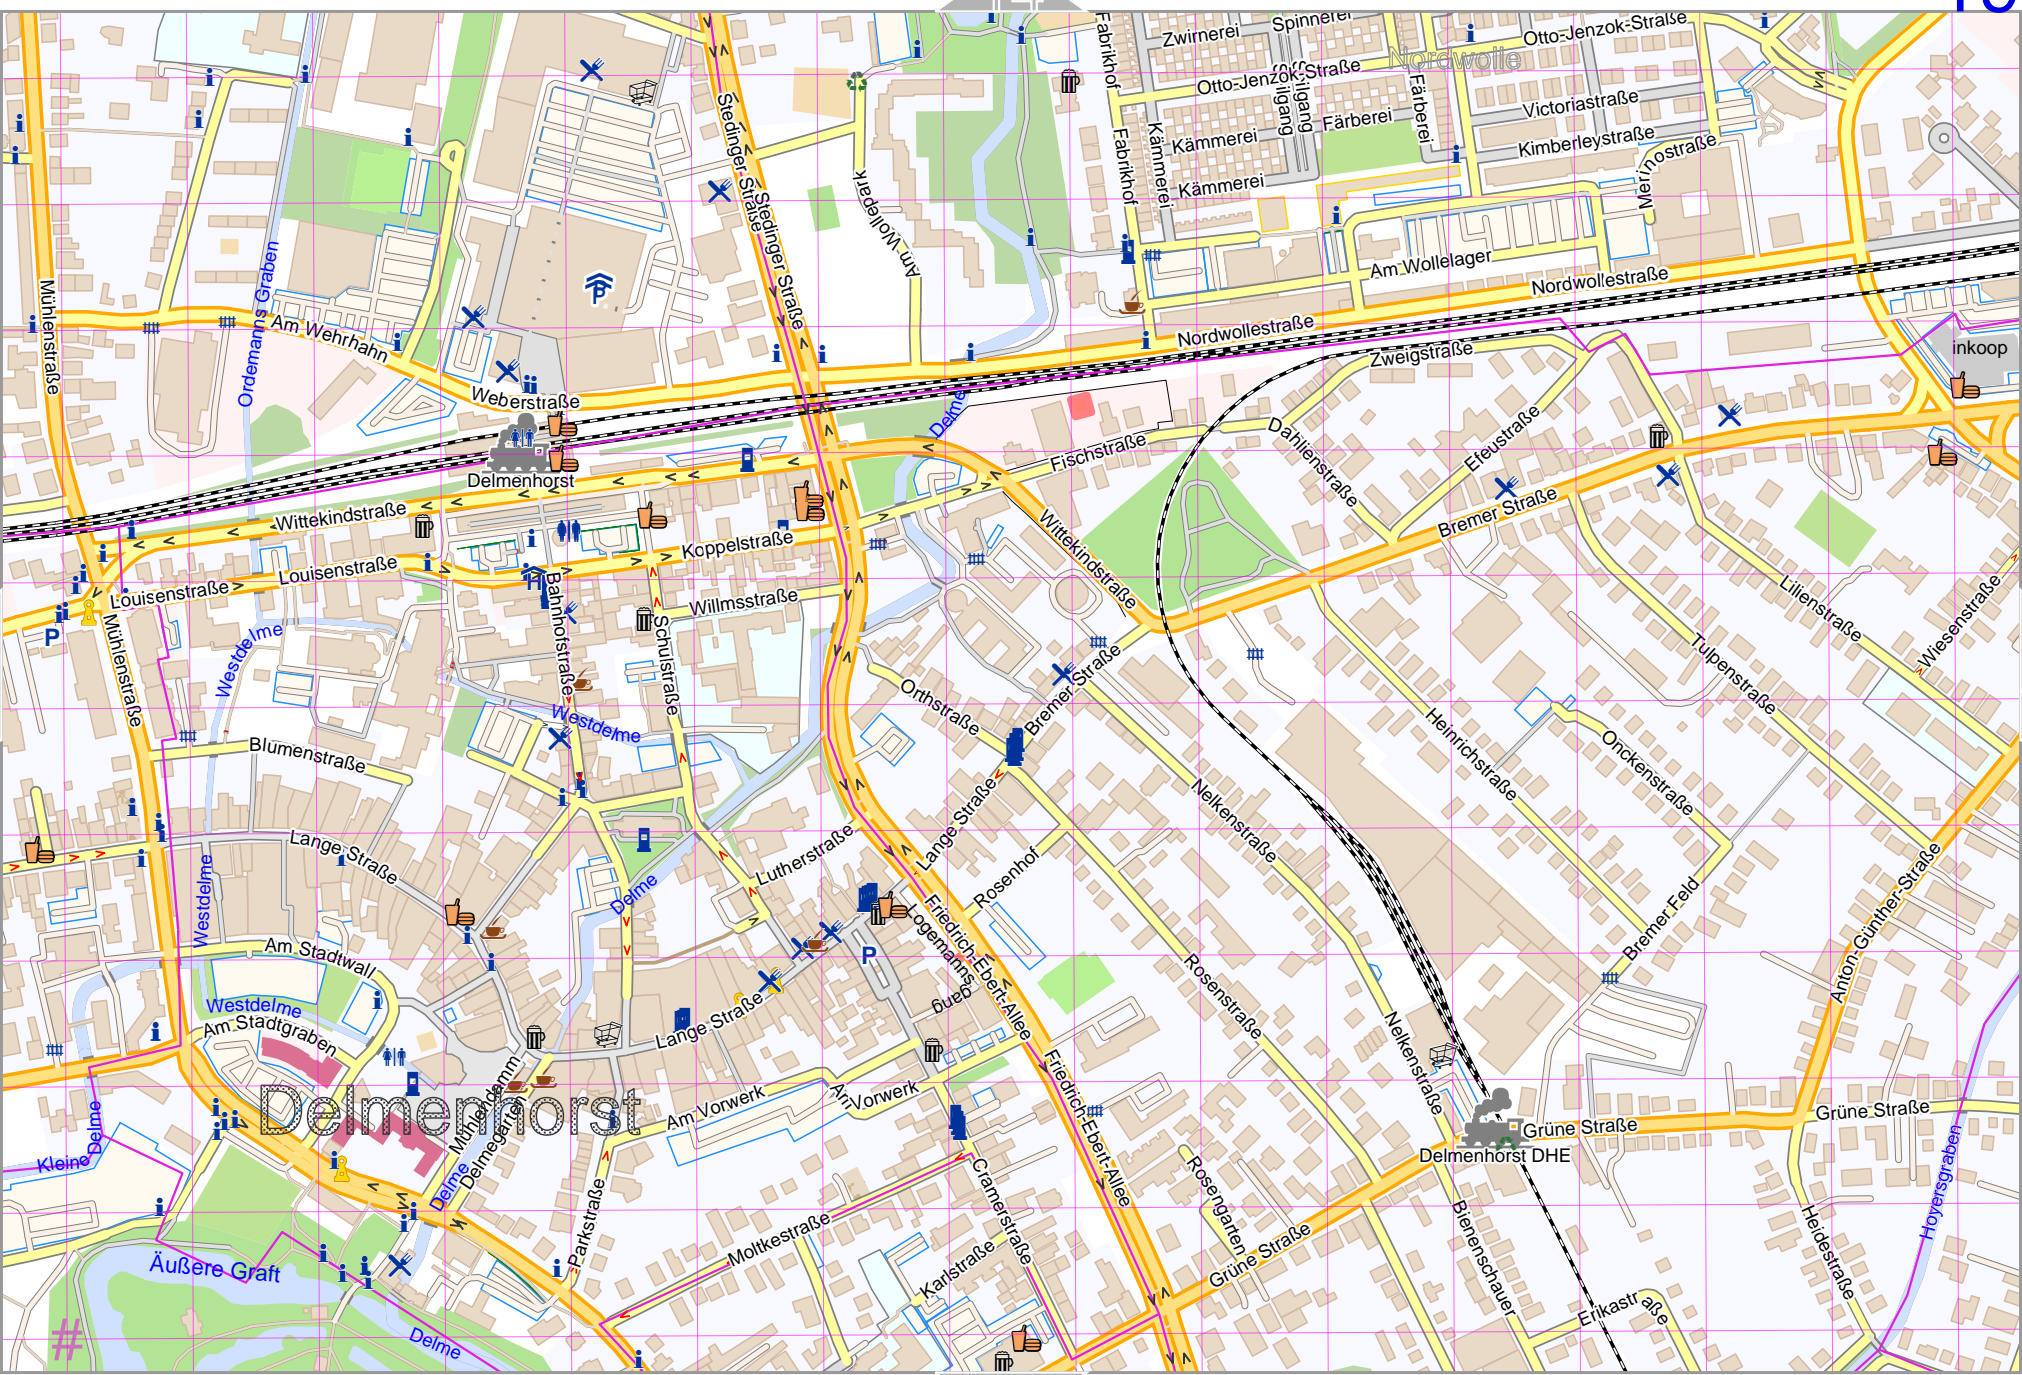 Zwirnerei
Spinnerei
Otto-Jenzok-Straße
Nordwolle
Fabrikhof
Otto-Jenzok-Straße
Färberei
Victoriastraße
Stedinger Straße
Fabrikhof
Kämmerei
Kämmerei
Färberei
Kimberleystraße
Merinostraße
Kämmerei
Am Wollepark
Stedinger Straße
Ordemanns Graben
Mühlenstraße
Am Wollelager
Nordwollestraße
Am Wehrhahn
Nordwollestraße
Zweigstraße
inkoop
Weberstraße
Delme
Delmenhorst
Fischstraße
Dahlienstraße
Efeustraße
Bremer Straße
Wittekindstraße
Wittekindstraße
Koppelstraße
Louisenstraße
Louisenstraße
Bahnhofstraße
Willmsstraße
Schulstraße
Lilienstraße
Wiesenstraße
P
Mühlenstraße
Westdelme
Westdelme
Tulpenstraße
Orthstraße
Bremer Straße
Heinrichstraße
Onckenstraße
Blumenstraße
Nelkenstraße
Lange Straße
Lange Straße
Lutherstraße
Rosenhof
Westdelme
Delme
Bremer Feld
Anton-Günther-Straße
Am Stadtwall
Friedrich-Ebert-Allee
Logemanns
gang
P
Rosenstraße
Westdelme
Am Stadtgraben
Lange Straße
Nelkenstraße
Delmenhorst
Mühlendamm
Delmegarten
Am Vorwerk
Am Vorwerk
Friedrich-Ebert-Allee
Grüne Straße
Grüne Straße
Delmenhorst DHE
Kleine Delme
Delme
Parkstraße
Cramerstraße
Rosengarten
Bienenschauer
Heidestraße
Hoyersgraben
Moltkestraße
Karlstraße
Grüne Straße
Äußere Graft
Delme
Erikastraße
#